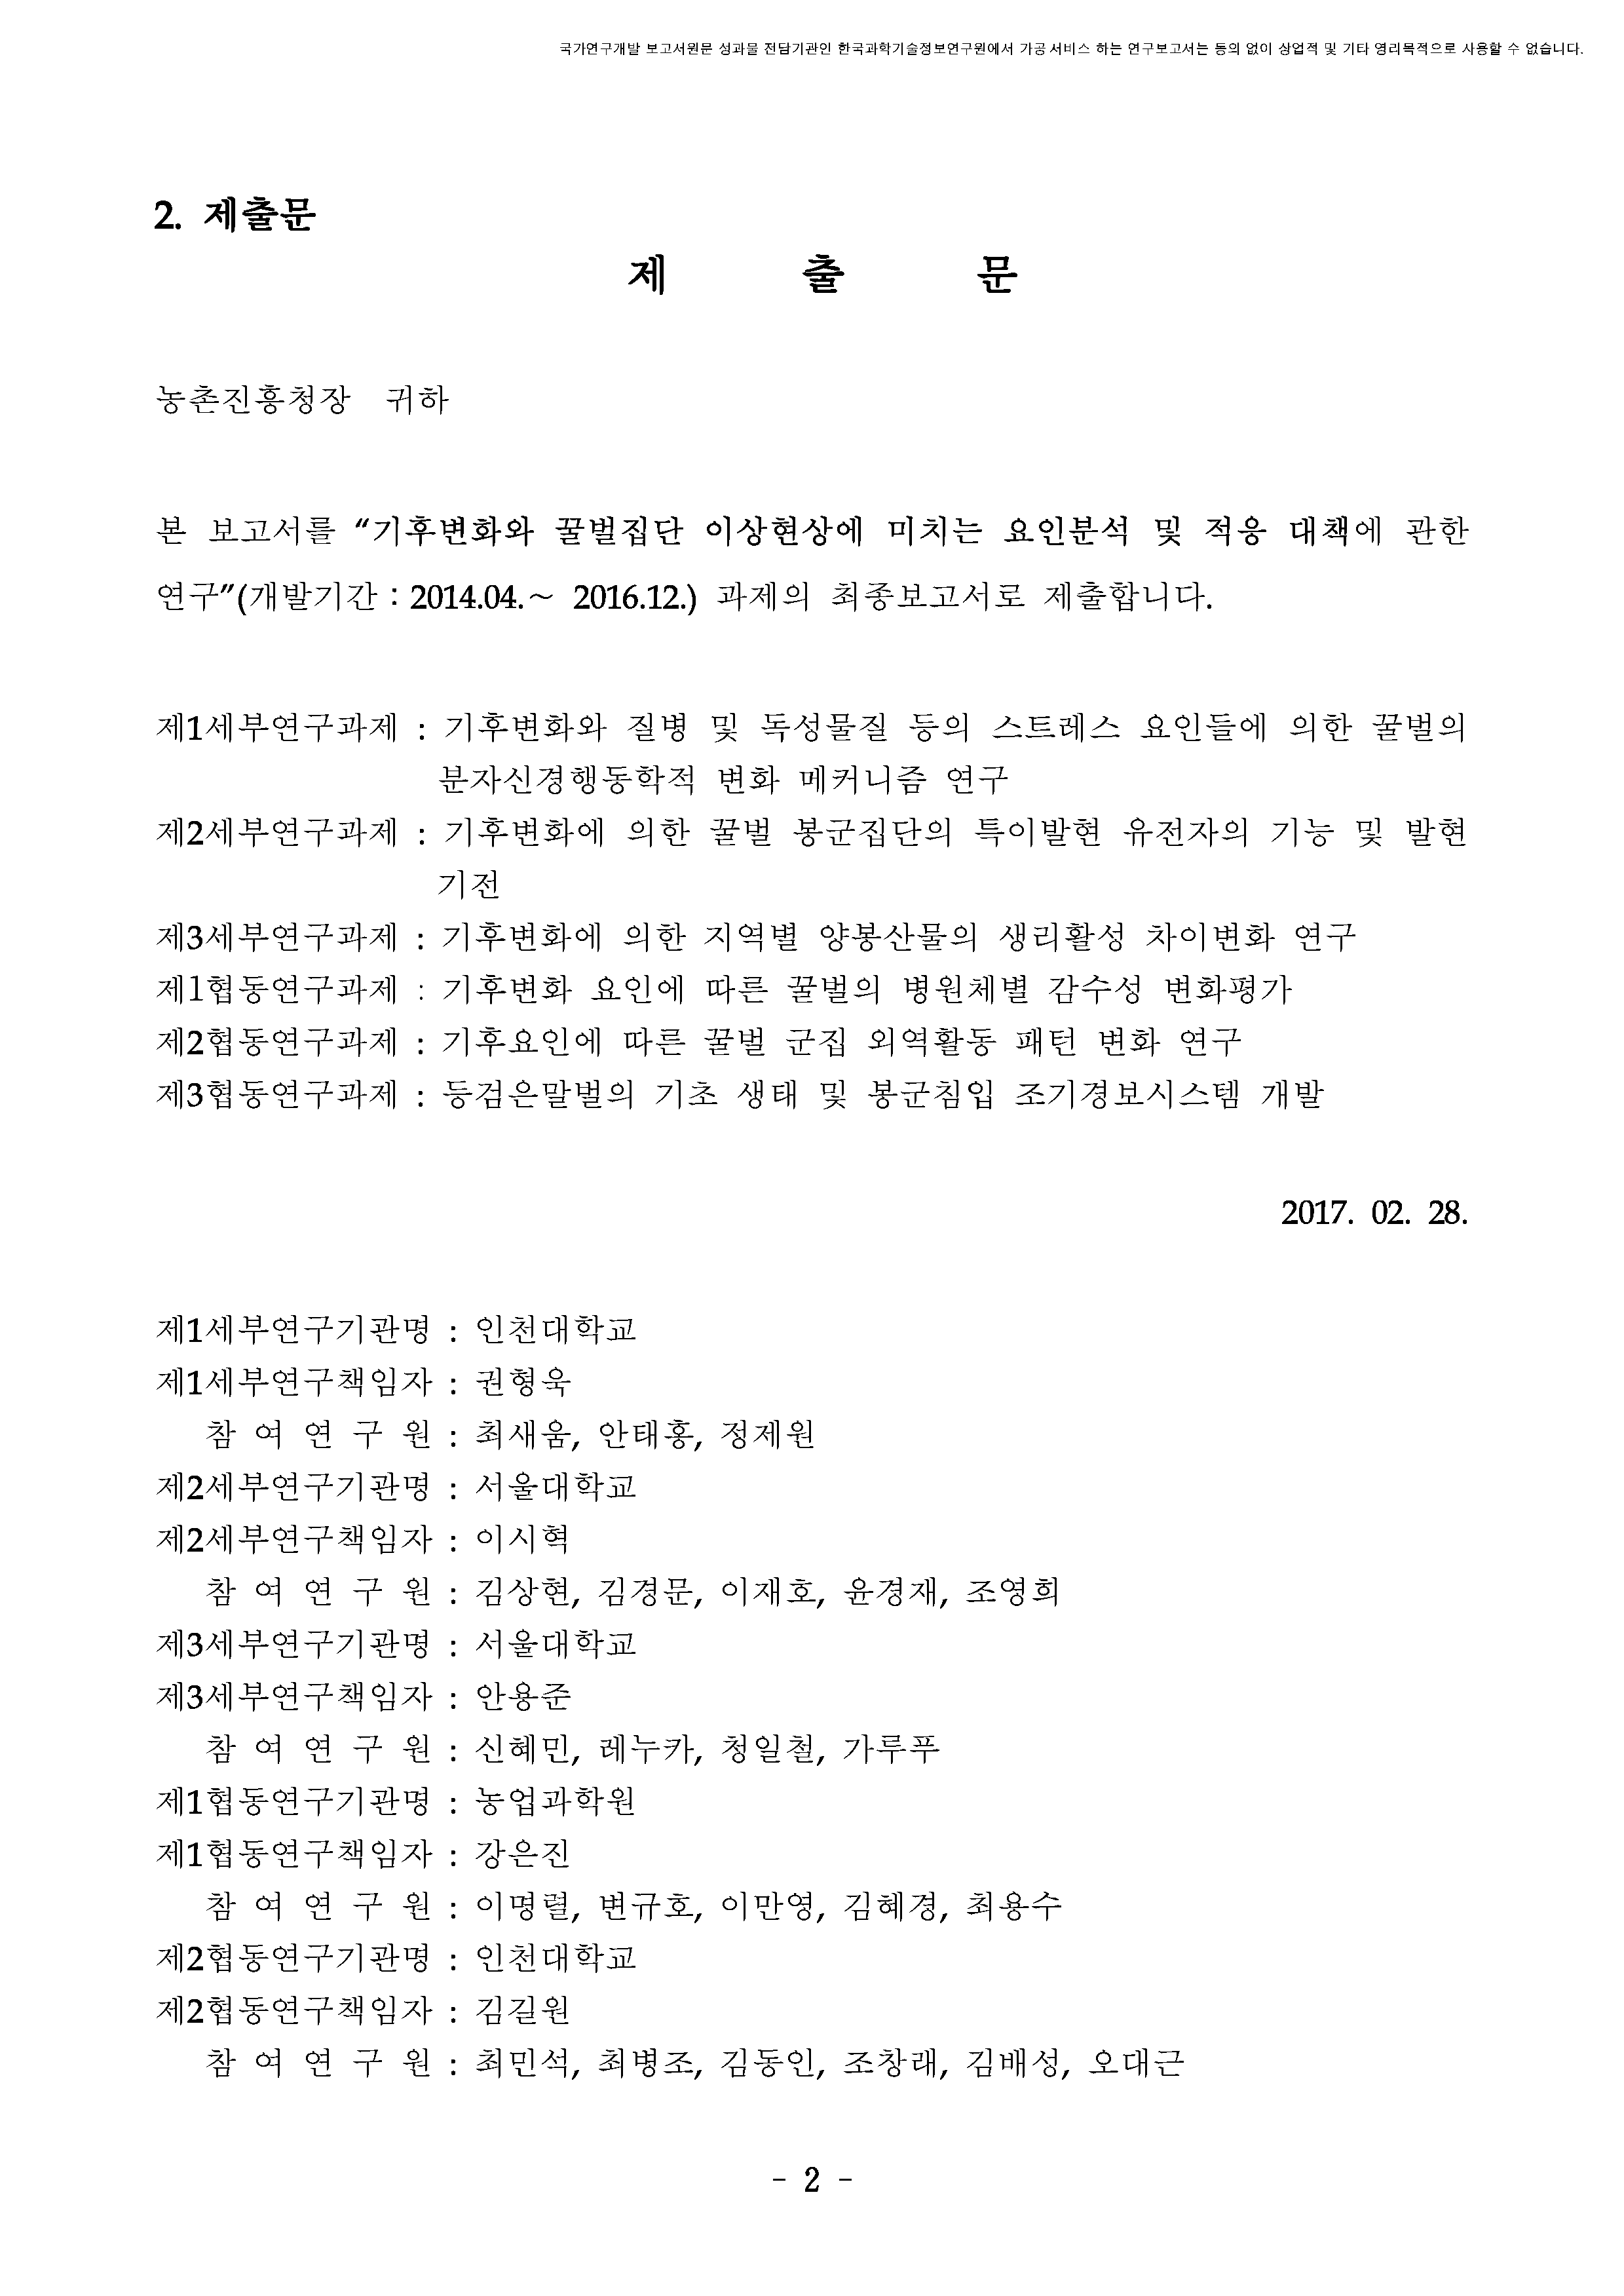 국가연구개발 보고서원문 성과물 전담기관인 한국과학기술정보연구원에서 가공·서비스 하는 연구보고서는 동의 없이 상업적 및 기타 영리목적으로 사용할 수 없습니다.
2. 제출문
제 출 문
농촌진흥청장 귀하
본 보고서를 “기후변화와 꿀벌집단 이상현상에 미치는 요인분석 및 적응 대책에 관한
연구”(개발기간 : 2014.04.～ 2016.12.) 과제의 최종보고서로 제출합니다.
제1세부연구과제 : 기후변화와 질병 및 독성물질 등의 스트레스 요인들에 의한 꿀벌의
분자신경행동학적 변화 메커니즘 연구
제2세부연구과제 : 기후변화에 의한 꿀벌 봉군집단의 특이발현 유전자의 기능 및 발현
기전
제3세부연구과제 : 기후변화에 의한 지역별 양봉산물의 생리활성 차이변화 연구
제1협동연구과제 : 기후변화 요인에 따른 꿀벌의 병원체별 감수성 변화평가
제2협동연구과제 : 기후요인에 따른 꿀벌 군집 외역활동 패턴 변화 연구
제3협동연구과제 : 등검은말벌의 기초 생태 및 봉군침입 조기경보시스템 개발
2017. 02. 28.
제1세부연구기관명 : 인천대학교
제1세부연구책임자 : 권형욱
참 여 연 구 원 : 최새움, 안태홍, 정제원
제2세부연구기관명 : 서울대학교
제2세부연구책임자 : 이시혁
참 여 연 구 원 : 김상현, 김경문, 이재호, 윤경재, 조영희
제3세부연구기관명 : 서울대학교
제3세부연구책임자 : 안용준
참 여 연 구 원 : 신혜민, 레누카, 청일철, 가루푸
제1협동연구기관명 : 농업과학원
제1협동연구책임자 : 강은진
참 여 연 구 원 : 이명렬, 변규호, 이만영, 김혜경, 최용수
제2협동연구기관명 : 인천대학교
제2협동연구책임자 : 김길원
참 여 연 구 원 : 최민석, 최병조, 김동인, 조창래, 김배성, 오대근
- 2 -